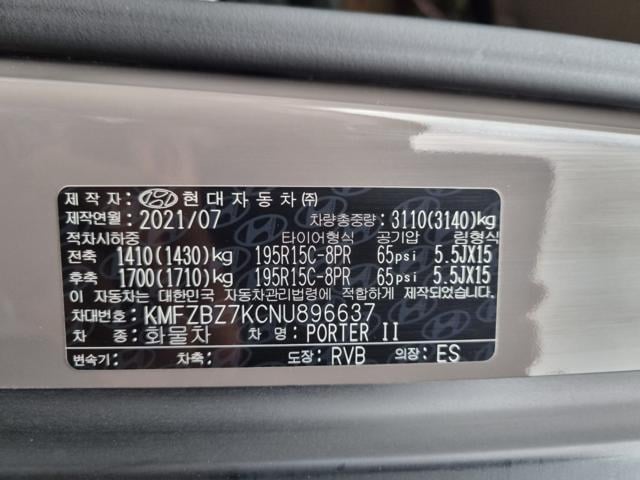 제 작 자: 현대자동차㈜
제작연월: 2021/07 차량총중량: 3110(3140)kg
적차시하중 타이어형식 공기압 림형식
전축 1410(1430)kg 195R15C-8PR 65psi 5.5JX15
후축 1700(1710)kg 195R15C-8PR 65psi 5.5JX15
이 자동차는 대한민국 자동차관리법령에 적합하게 제작되었습니다.
차대번호: KMFZBZ7KCNU896637
차 종: 화물차 차 명: PORTER II
변속기: 차축: 도장: RVB 의장: ES